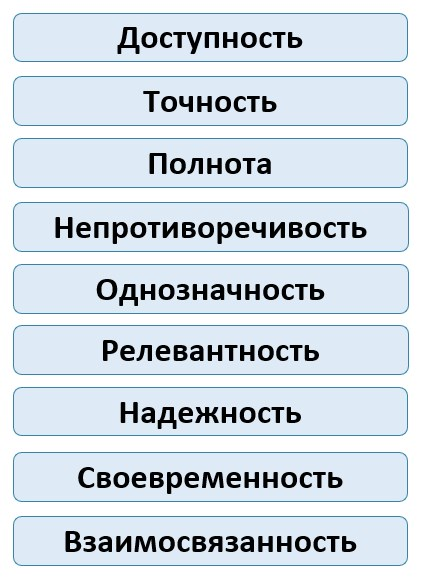 Доступность
Точность
Полнота
Непротиворечивость
Однозначность
Релевантность
Надежность
Своевременность
Взаимосвязанность